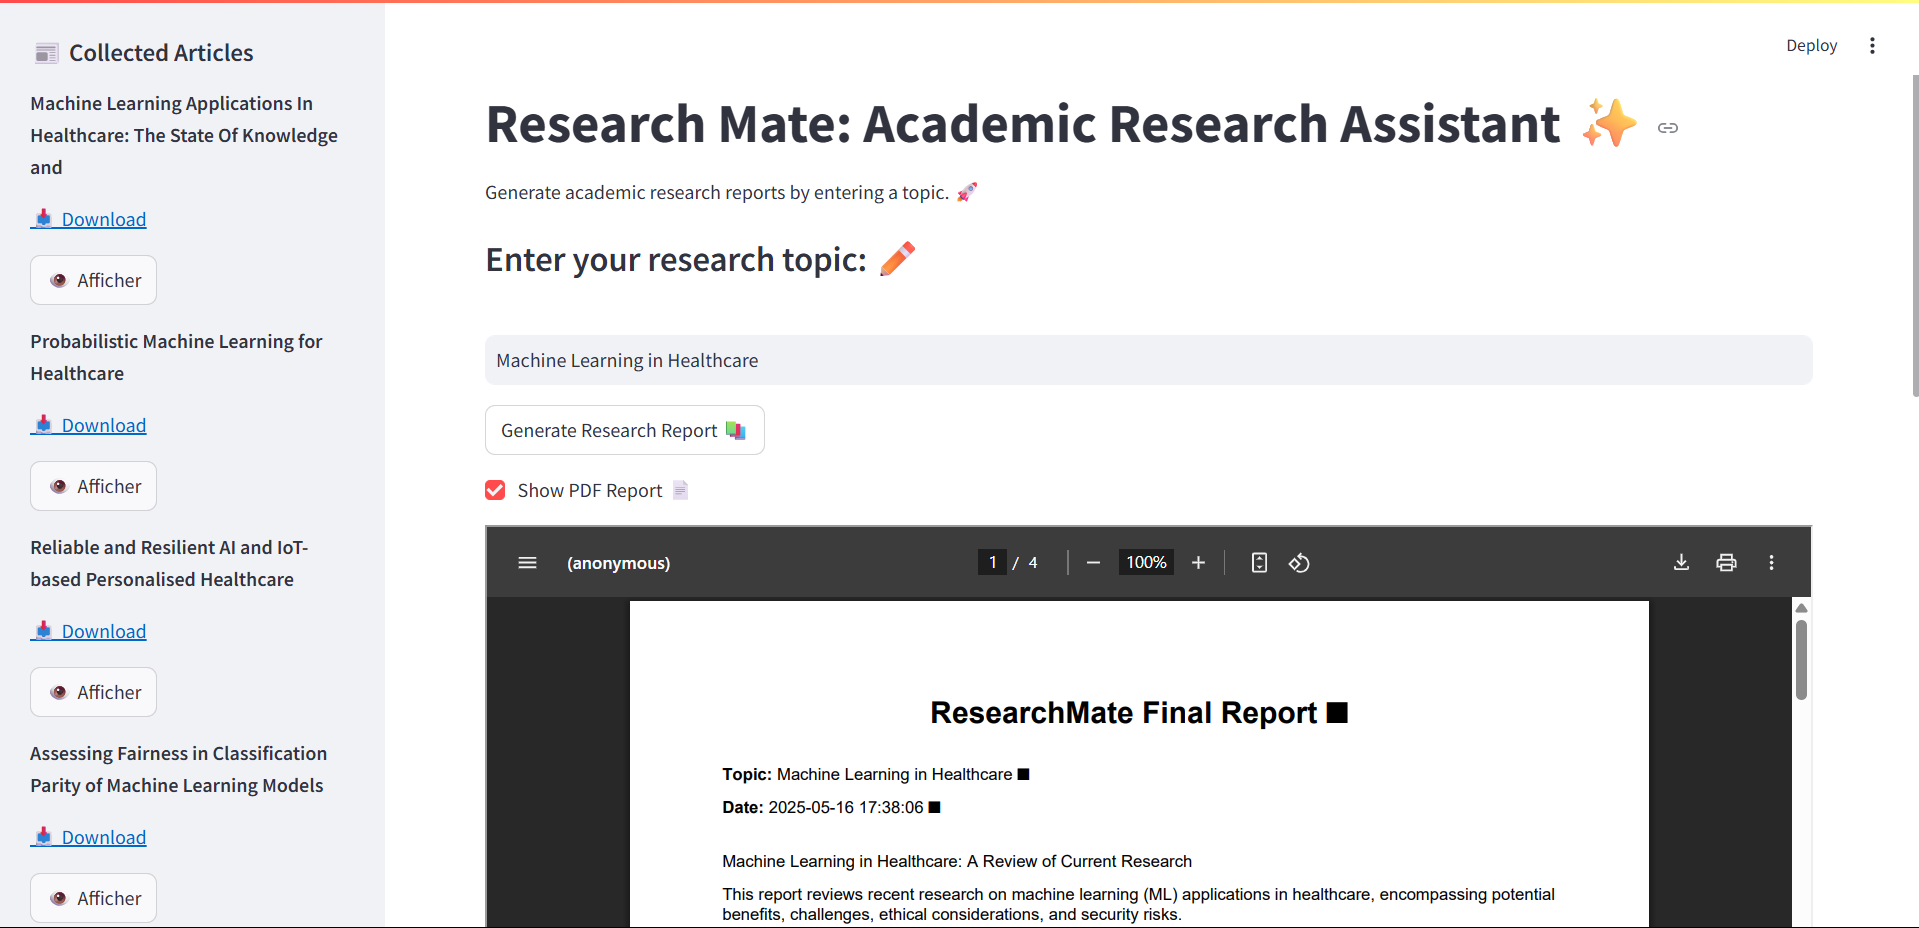 Collected Articles
Machine Learning Applications In
Healthcare: The State Of Knowledge
and
Download
Afficher
Probabilistic Machine Learning for
Healthcare
Download
Afficher
Reliable and Resilient AI and IoT-
based Personalised Healthcare
Download
Afficher
Assessing Fairness in Classification
Parity of Machine Learning Models
Download
Afficher
Deploy
Research Mate: Academic Research Assistant
Generate academic research reports by entering a topic.
Enter your research topic:
Machine Learning in Healthcare
Generate Research Report
Show PDF Report
(anonymous)
1 / 4
100%
ResearchMate Final Report ■
Topic: Machine Learning in Healthcare ■
Date: 2025-05-16 17:38:06 ■
Machine Learning in Healthcare: A Review of Current Research
This report reviews recent research on machine learning (ML) applications in healthcare, encompassing potential
benefits, challenges, ethical considerations, and security risks.